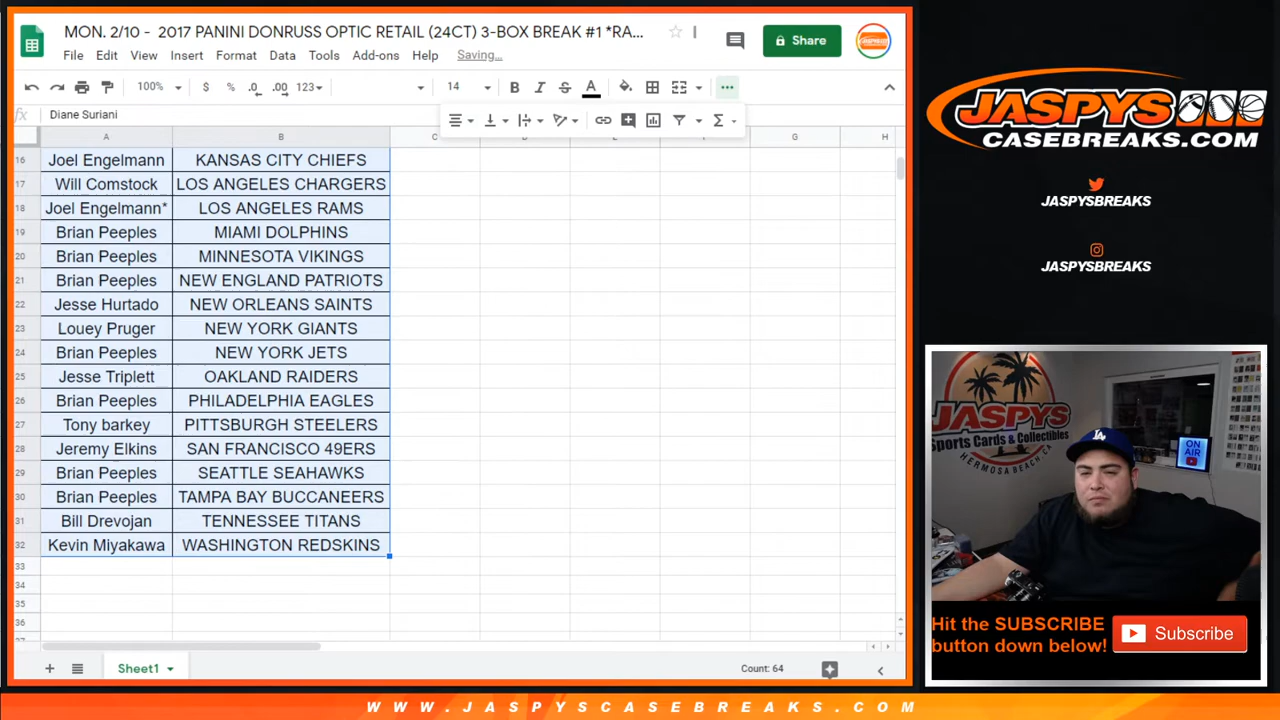 MON. 2/10 - 2017 PANINI DONRUSS OPTIC RETAIL (24CT) 3-BOX BREAK #1 *RA...
Share
File Edit View Insert Format Data Tools Add-ons Help Saving...
100% $ % .0 .00 123 14 B I S A
fx Diane Suriani
A B C G H
16 Joel Engelmann KANSAS CITY CHIEFS
17 Will Comstock LOS ANGELES CHARGERS
18 Joel Engelmann* LOS ANGELES RAMS
19 Brian Peeples MIAMI DOLPHINS
20 Brian Peeples MINNESOTA VIKINGS
21 Brian Peeples NEW ENGLAND PATRIOTS
22 Jesse Hurtado NEW ORLEANS SAINTS
23 Louey Pruger NEW YORK GIANTS
24 Brian Peeples NEW YORK JETS
25 Jesse Triplett OAKLAND RAIDERS
26 Brian Peeples PHILADELPHIA EAGLES
27 Tony barkey PITTSBURGH STEELERS
28 Jeremy Elkins SAN FRANCISCO 49ERS
29 Brian Peeples SEATTLE SEAHAWKS
30 Brian Peeples TAMPA BAY BUCCANEERS
31 Bill Drevojan TENNESSEE TITANS
32 Kevin Miyakawa WASHINGTON REDSKINS
33
34
35
36
Sheet1
Count: 64
JASPYS
CASEBREAKS.COM
JASPYSBREAKS
JASPYSBREAKS
JASPYS
Sports Cards & Collectibles
HERMOSA BEACH CA
LA
ON AIR
Hit the SUBSCRIBE
button down below!
Subscribe
WWW.JASPYSCASEBREAKS.COM